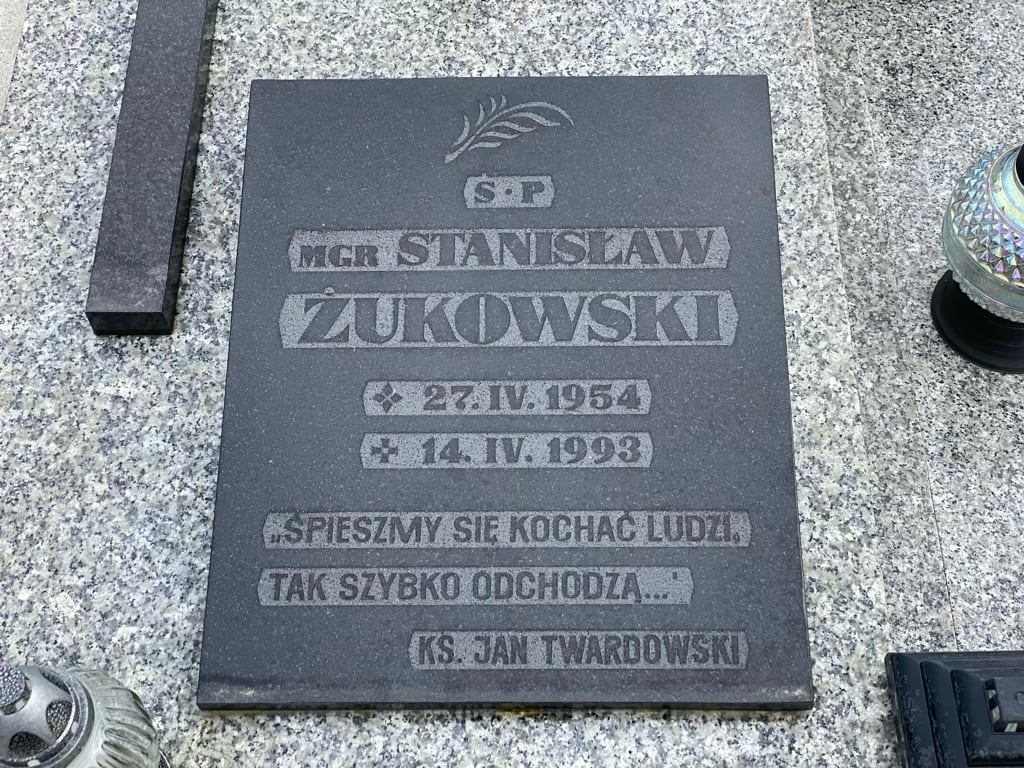 Ś·P
MGR STANISŁAW
ŻUKOWSKI
27. IV. 1954
14. IV. 1993
„ŚPIESZMY SIĘ KOCHAĆ LUDZI,
TAK SZYBKO ODCHODZĄ..."
KS. JAN TWARDOWSKI